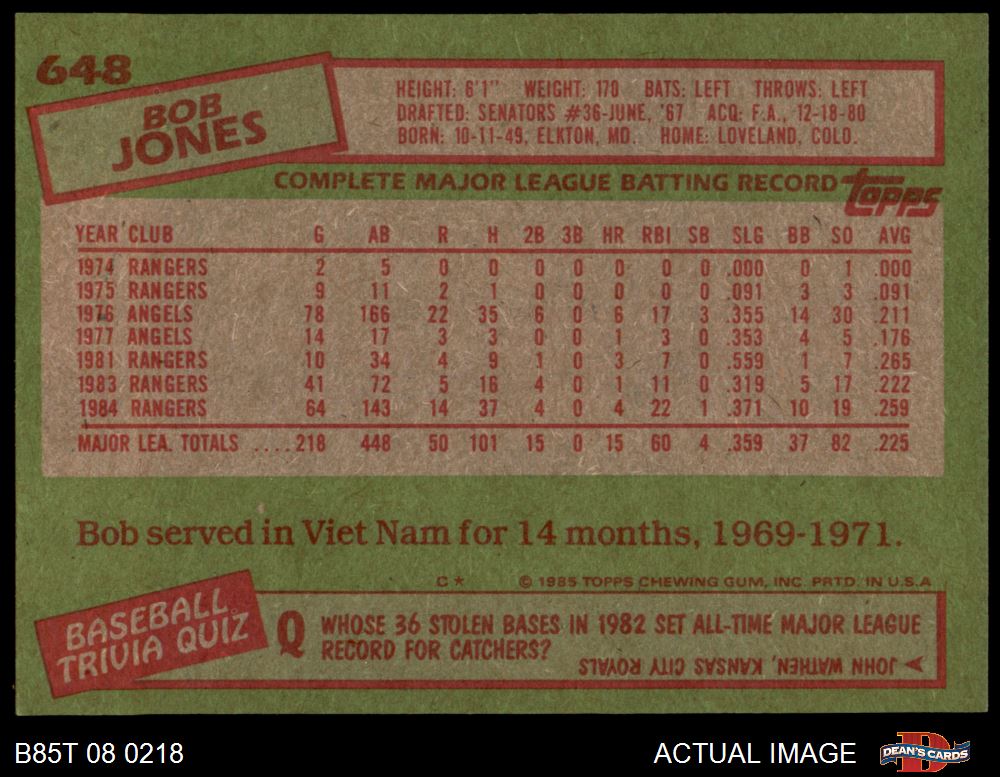 648
BOB
JONES
HEIGHT: 6'1" WEIGHT: 170 BATS: LEFT THROWS: LEFT
DRAFTED: SENATORS #36-JUNE, '67 ACQ: F.A., 12-18-80
BORN: 10-11-49, ELKTON, MD. HOME: LOVELAND, COLO.
COMPLETE MAJOR LEAGUE BATTING RECORD topps
YEAR CLUB G AB R H 2B 3B HR RBI SB SLG BB SO AVG
1974 RANGERS 2 5 0 0 0 0 0 0 0 .000 0 1 .000
1975 RANGERS 9 11 2 1 0 0 0 0 0 .091 3 3 .091
1976 ANGELS 78 166 22 35 6 0 6 17 3 .355 14 30 .211
1977 ANGELS 14 17 3 3 0 0 1 3 0 .353 4 5 .176
1981 RANGERS 10 34 4 9 1 0 3 7 0 .559 1 7 .265
1983 RANGERS 41 72 5 16 4 0 1 11 0 .319 5 17 .222
1984 RANGERS 64 143 14 37 4 0 4 22 1 .371 10 19 .259
MAJOR LEA. TOTALS ....218 448 50 101 15 0 15 60 4 .359 37 82 .225
Bob served in Viet Nam for 14 months, 1969-1971.
C* © 1985 TOPPS CHEWING GUM, INC. PRTD. IN U.S.A
BASEBALL
TRIVIA QUIZ
Q WHOSE 36 STOLEN BASES IN 1982 SET ALL-TIME MAJOR LEAGUE
RECORD FOR CATCHERS?
JOHN WATHEN, KANSAS CITY ROYALS
B85T 08 0218 ACTUAL IMAGE DEAN'S CARDS